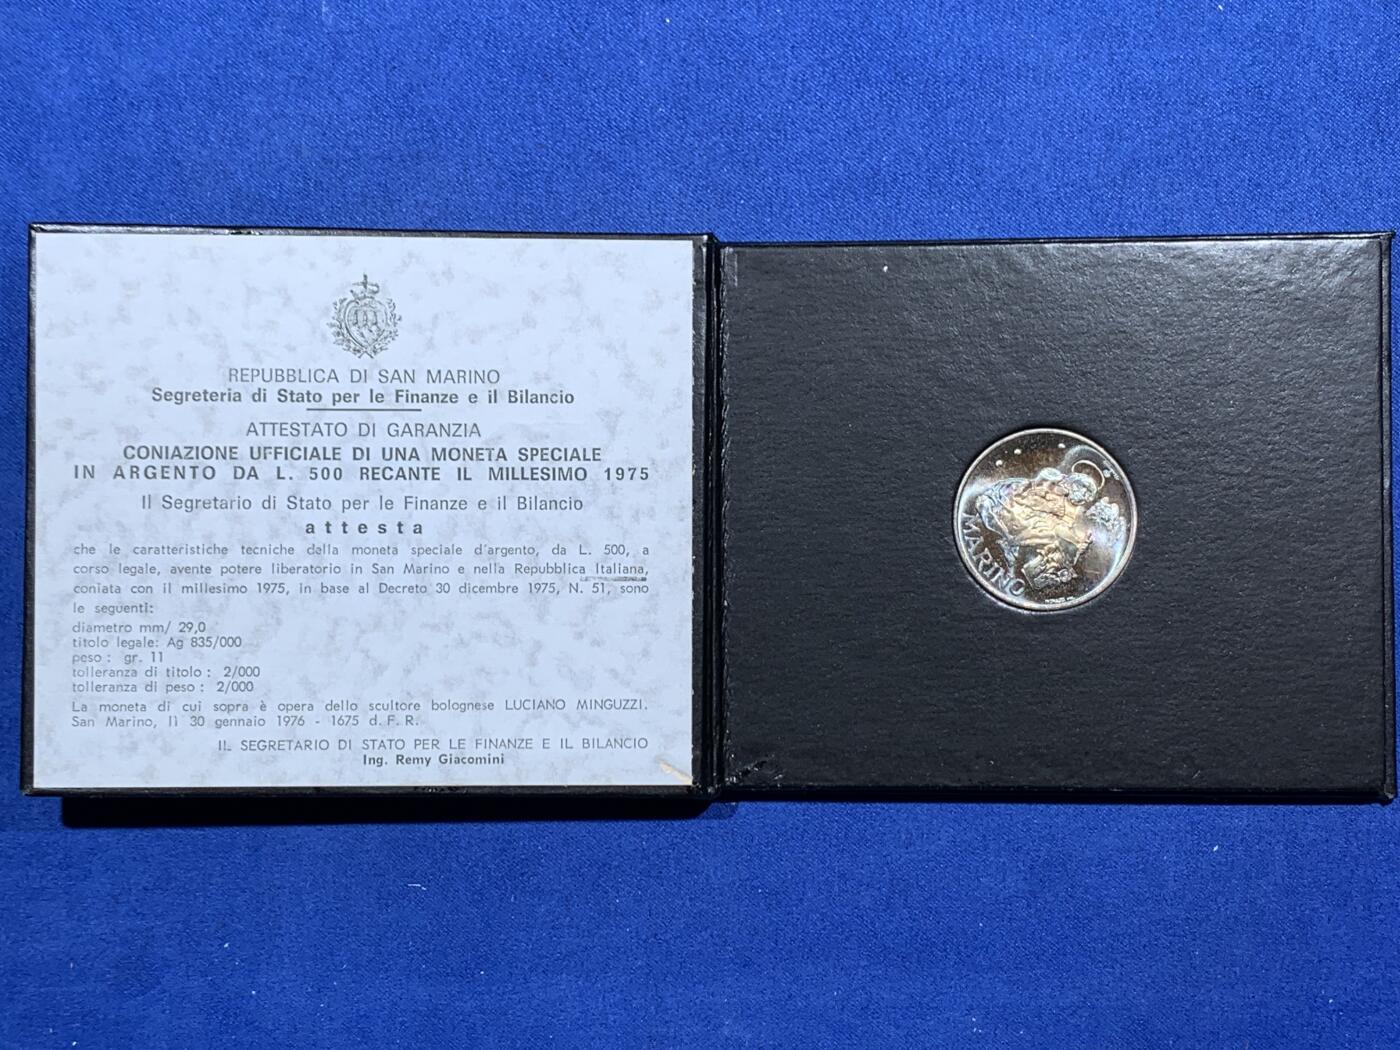 REPUBBLICA DI SAN MARINO
Segreteria di Stato per le Finanze e il Bilancio
ATTESTATO DI GARANZIA
CONIAZIONE UFFICIALE DI UNA MONETA SPECIALE
IN ARGENTO DA L. 500 RECANTE IL MILLESIMO 1975
Il Segretario di Stato per le Finanze e il Bilancio
attesta
che le caratteristiche tecniche della moneta speciale d'argento, da L. 500, a
corso legale, avente potere liberatorio in San Marino e nella Repubblica Italiana,
coniata con il millesimo 1975, in base al Decreto 30 dicembre 1975, N. 51, sono
le seguenti:
diametro mm/ 29,0
titolo legale: Ag 835/000
peso : gr. 11
tolleranza di titolo : 2/000
tolleranza di peso : 2/000
La moneta di cui sopra è opera dello scultore bolognese LUCIANO MINGUZZI.
San Marino, lì 30 gennaio 1976 - 1675 d. F. R.
IL SEGRETARIO DI STATO PER LE FINANZE E IL BILANCIO
Ing. Remy Giacomini
MARINO